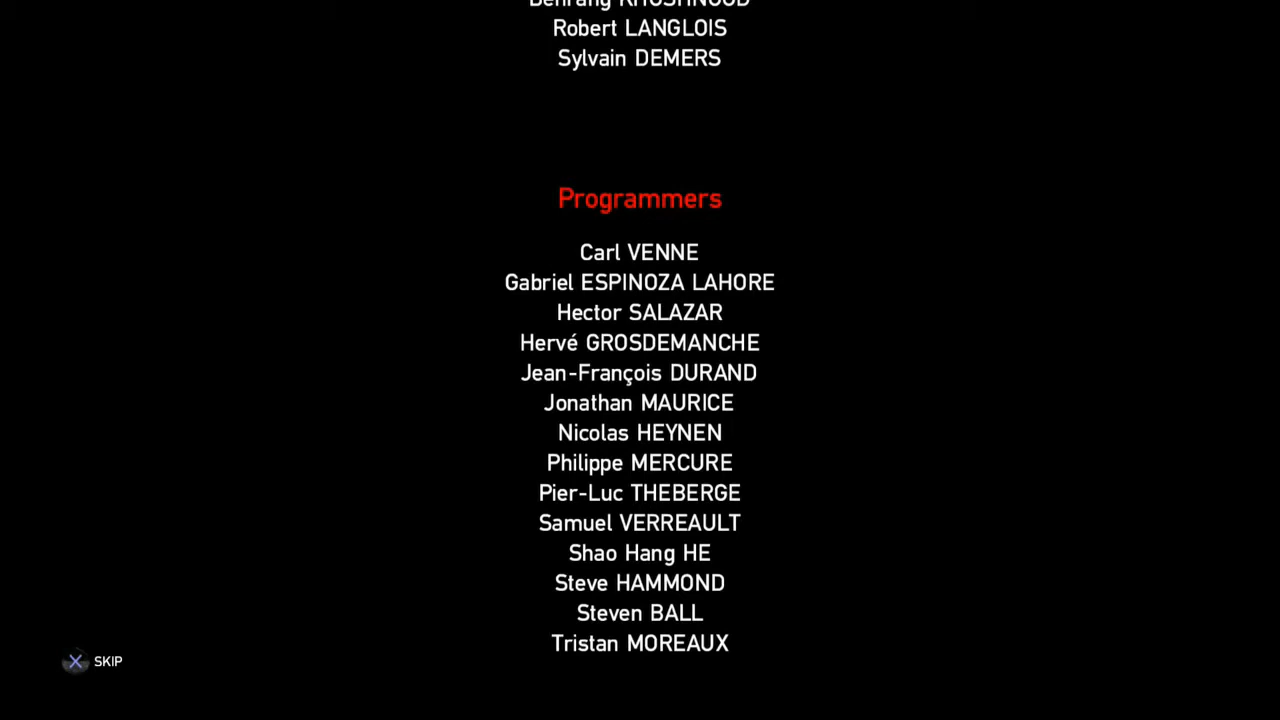 Robert LANGLOIS
Sylvain DEMERS
Programmers
Carl VENNE
Gabriel ESPINOZA LAHORE
Hector SALAZAR
Hervé GROSDEMANCHE
Jean-François DURAND
Jonathan MAURICE
Nicolas HEYNEN
Philippe MERCURE
Pier-Luc THEBERGE
Samuel VERREAULT
Shao Hang HE
Steve HAMMOND
Steven BALL
Tristan MOREAUX
SKIP